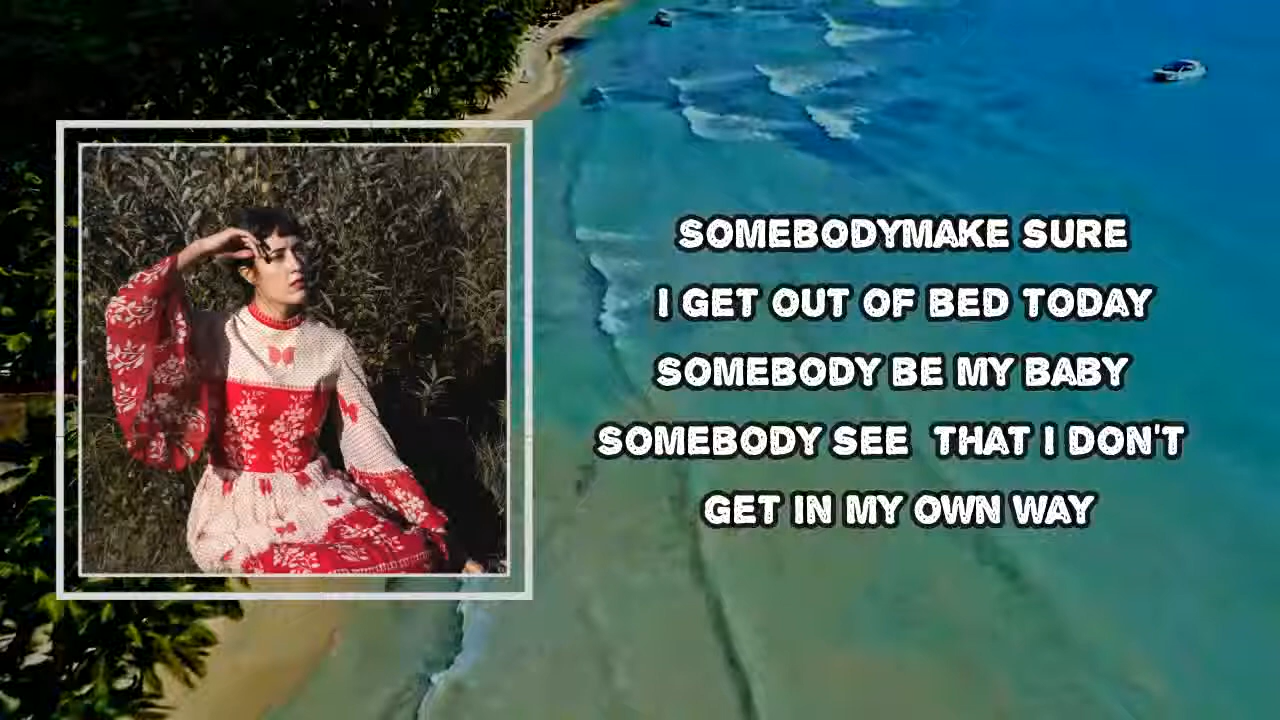 SOMEBODYMAKE SURE
I GET OUT OF BED TODAY
SOMEBODY BE MY BABY
SOMEBODY SEE  THAT I DON'T
GET IN MY OWN WAY